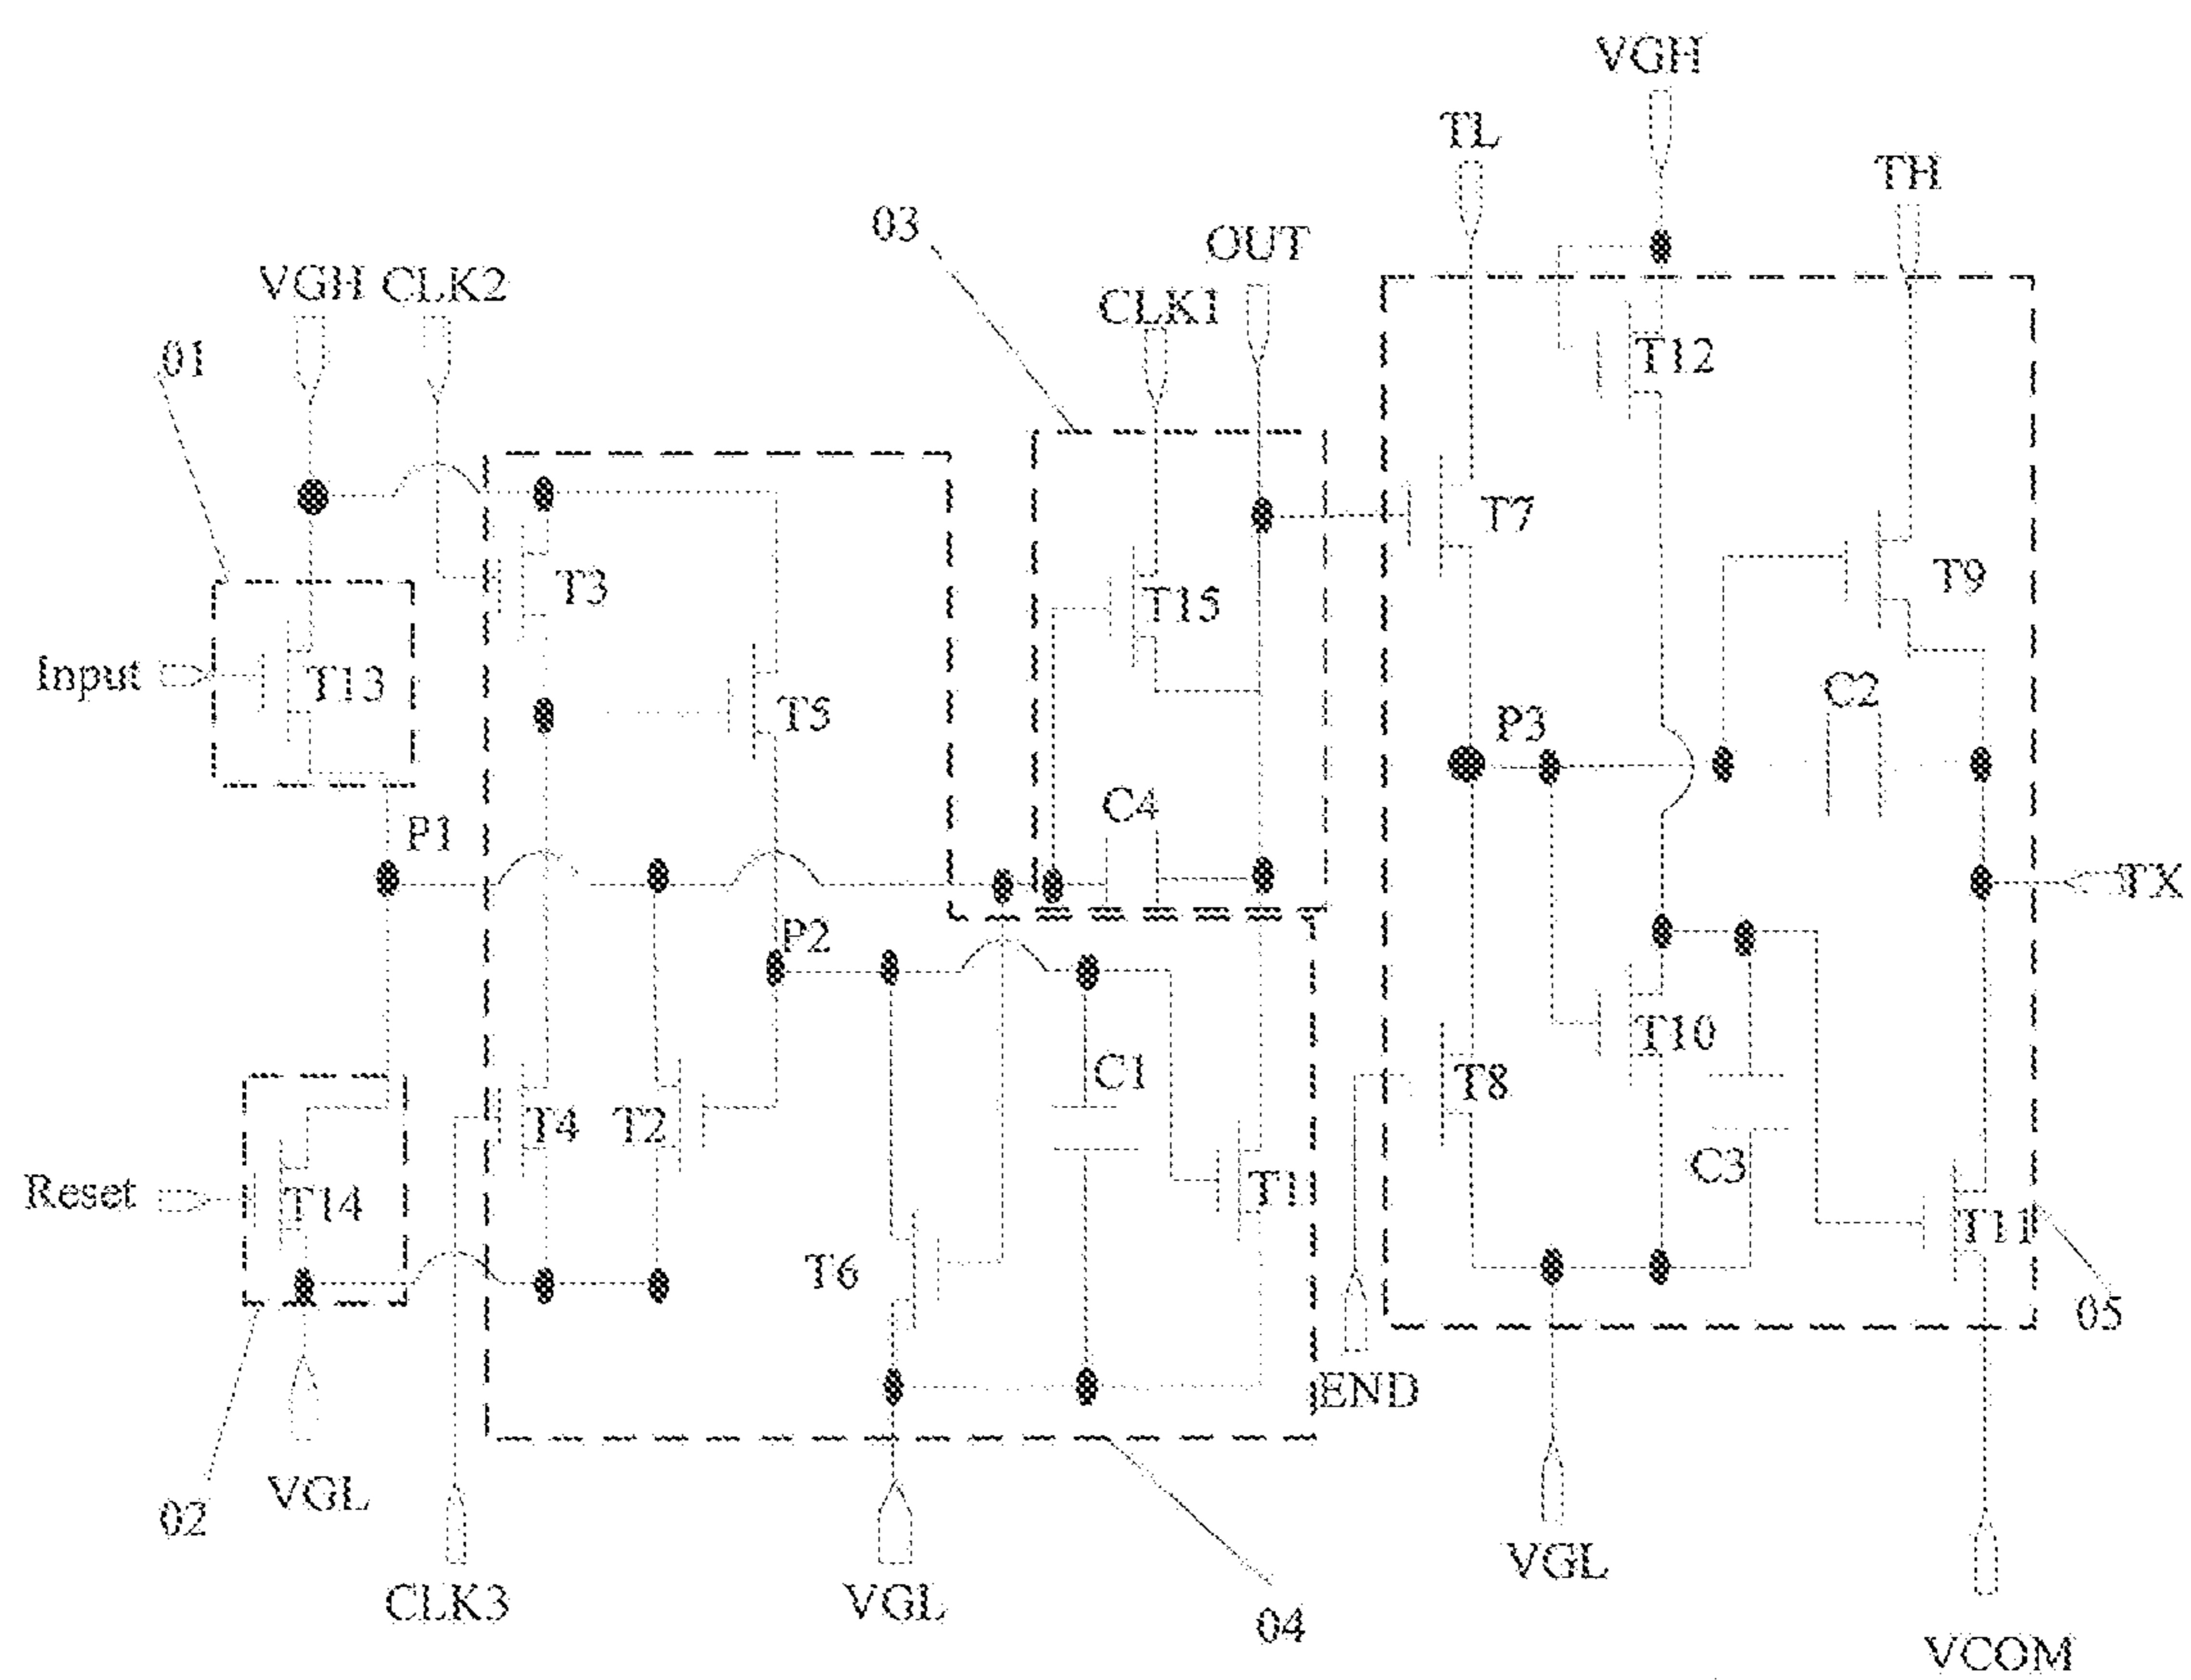 VGH
TL
TH
03
OUT
VGH CLK2
CLK1
01
T12
T7
T3
T9
T15
Input
T13
T5
C2
P3
C4
P1
TX
P2
T10
C1
T8
T4
T2
C3
Reset
T14
T1
T11
T6
05
END
VGL
02
VGL
CLK3
VGL
04
VCOM